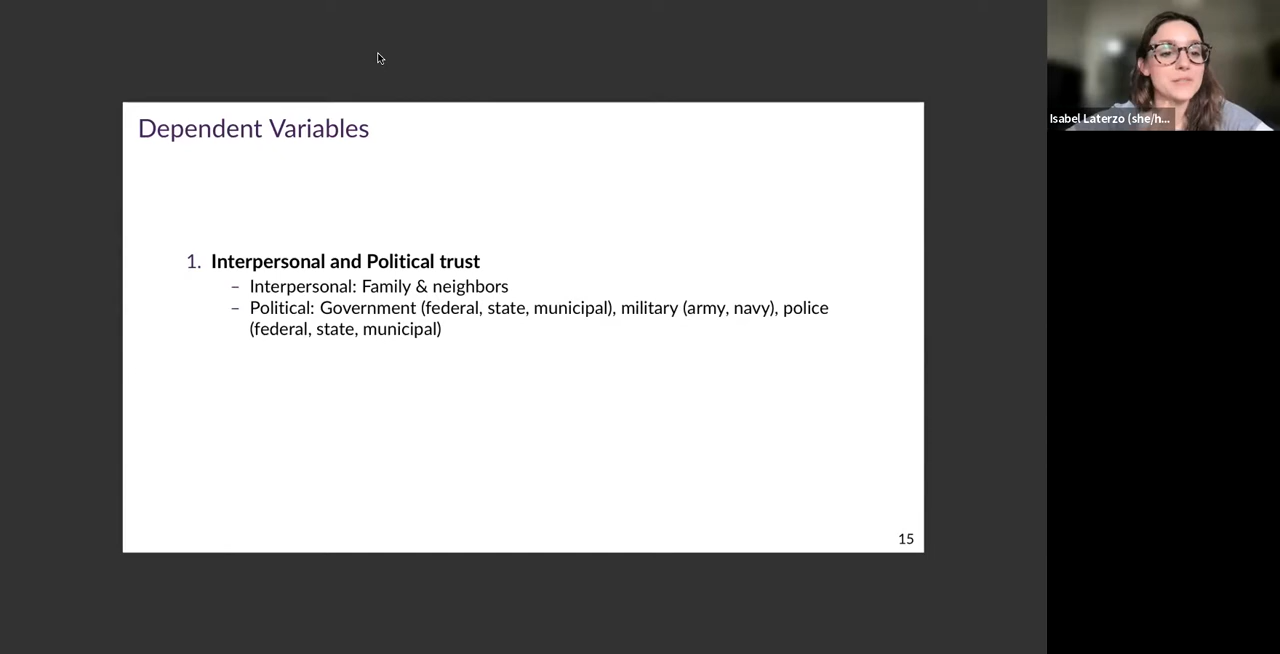 Dependent Variables
1. Interpersonal and Political trust
– Interpersonal: Family & neighbors
– Political: Government (federal, state, municipal), military (army, navy), police
(federal, state, municipal)
15
Isabel Laterzo (she/h...